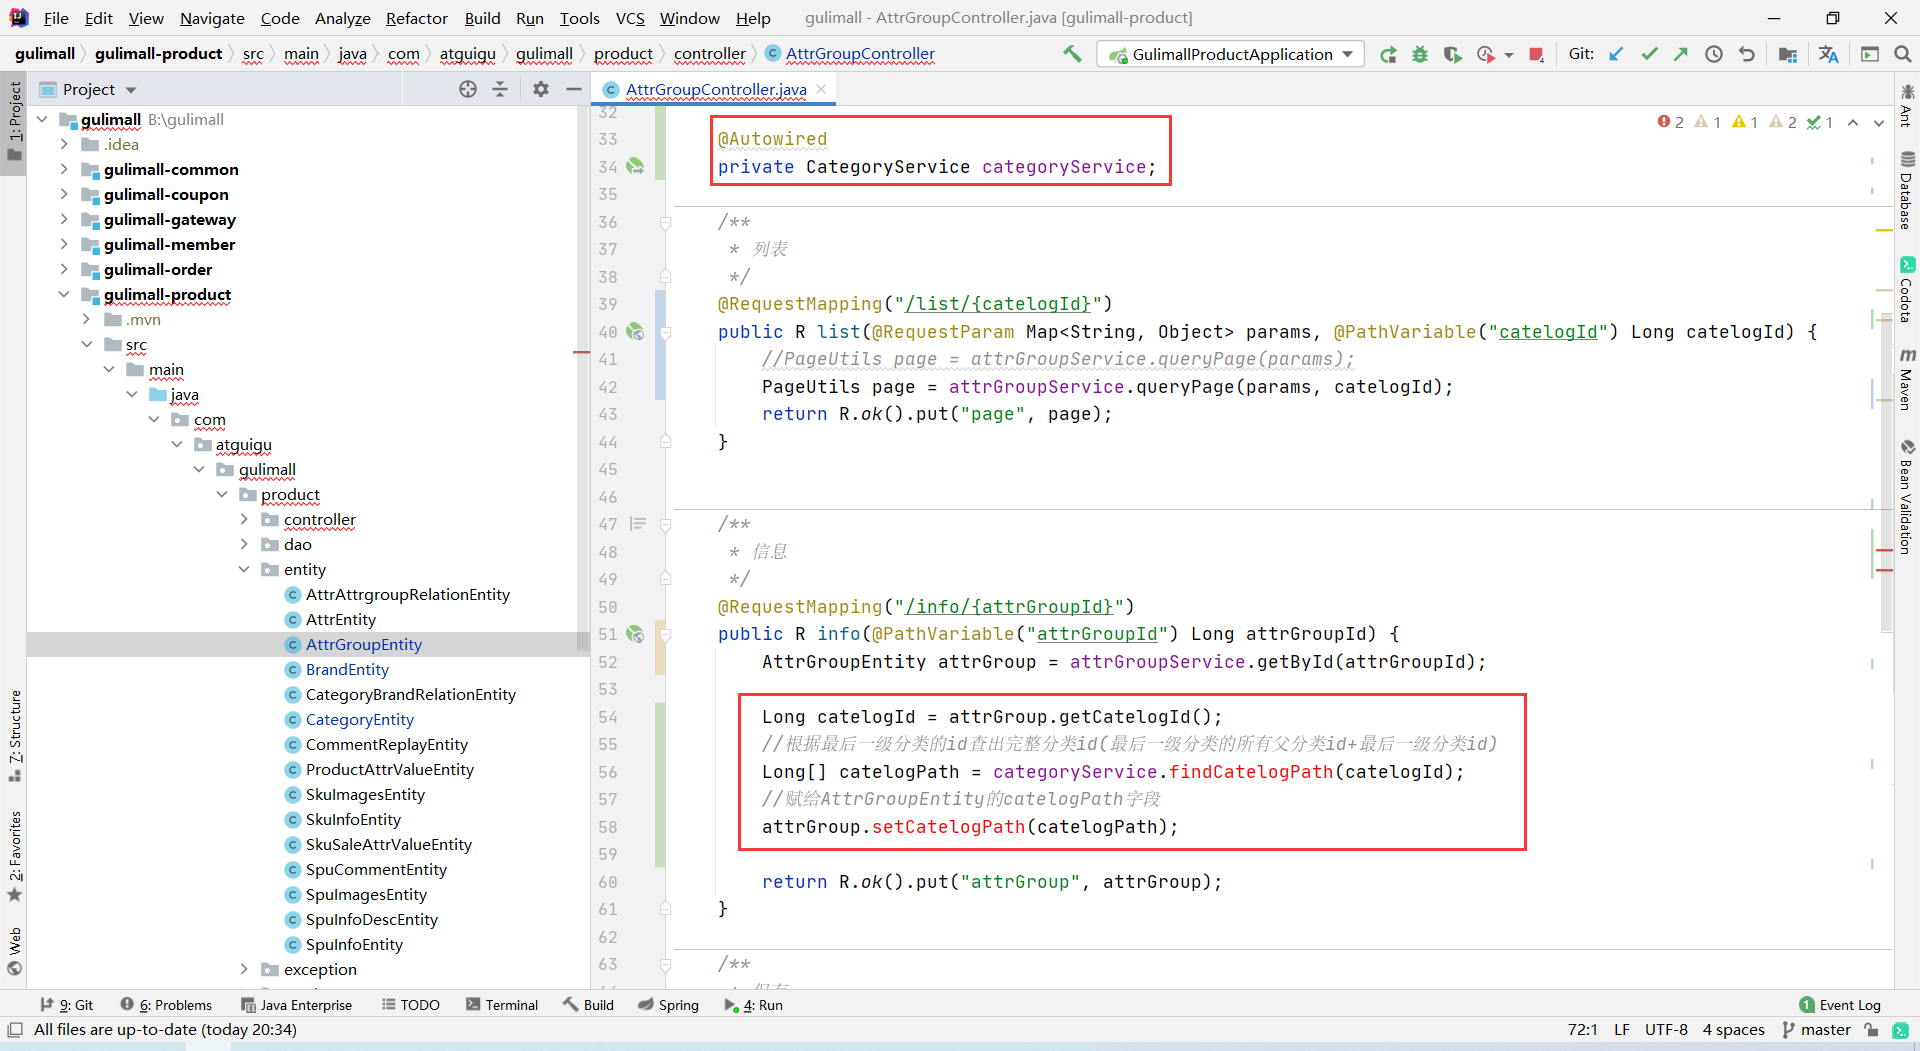 File Edit View Navigate Code Analyze Refactor Build Run Tools VCS Window Help gulimall - AttrGroupController.java [gulimall-product]
gulimall gulimall-product src main java com atguigu gulimall product controller AttrGroupController GulimallProductApplication Git:
Project
AttrGroupController.java
1: Project
7: Structure
2: Favorites
Web
gulimall B:\gulimall
.idea
gulimall-common
gulimall-coupon
gulimall-gateway
gulimall-member
gulimall-order
gulimall-product
.mvn
src
main
java
com
atguigu
gulimall
product
controller
dao
entity
AttrAttrgroupRelationEntity
AttrEntity
AttrGroupEntity
BrandEntity
CategoryBrandRelationEntity
CategoryEntity
CommentReplayEntity
ProductAttrValueEntity
SkuImagesEntity
SkuInfoEntity
SkuSaleAttrValueEntity
SpuCommentEntity
SpuImagesEntity
SpuInfoDescEntity
SpuInfoEntity
exception
2 1 1 2 1
32
33 @Autowired
34 private CategoryService categoryService;
35
36 /**
37 * 列表
38 */
39 @RequestMapping("/list/{catelogId}")
40 public R list(@RequestParam Map<String, Object> params, @PathVariable("catelogId") Long catelogId) {
41 //PageUtils page = attrGroupService.queryPage(params);
42 PageUtils page = attrGroupService.queryPage(params, catelogId);
43 return R.ok().put("page", page);
44 }
45
46
47 /**
48 * 信息
49 */
50 @RequestMapping("/info/{attrGroupId}")
51 public R info(@PathVariable("attrGroupId") Long attrGroupId) {
52 AttrGroupEntity attrGroup = attrGroupService.getById(attrGroupId);
53
54 Long catelogId = attrGroup.getCatelogId();
55 //根据最后一级分类的id查出完整分类id(最后一级分类的所有父分类id+最后一级分类id)
56 Long[] catelogPath = categoryService.findCatelogPath(catelogId);
57 //赋给AttrGroupEntity的catelogPath字段
58 attrGroup.setCatelogPath(catelogPath);
59
60 return R.ok().put("attrGroup", attrGroup);
61 }
62
63 /**
Ant
Database
Codota
Maven
Bean Validation
9: Git 6: Problems Java Enterprise TODO Terminal Build Spring 4: Run 1 Event Log
All files are up-to-date (today 20:34) 72:1 LF UTF-8 4 spaces master